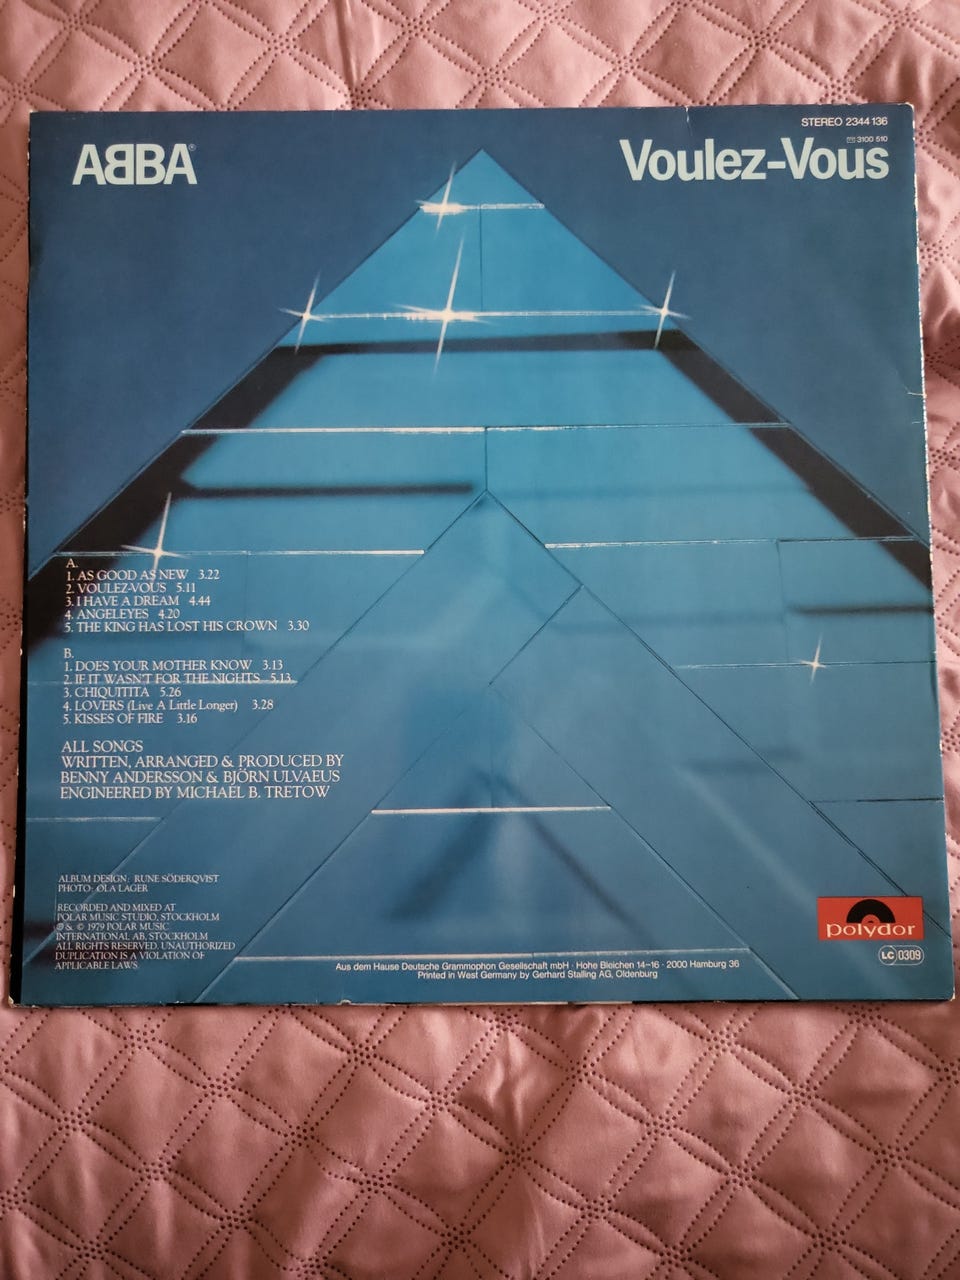 ABBA®
STEREO 2344 136
3100 510
Voulez-Vous
A.
1. AS GOOD AS NEW 3.22
2. VOULEZ-VOUS 5.11
3. I HAVE A DREAM 4.44
4. ANGELEYES 4.20
5. THE KING HAS LOST HIS CROWN 3.30
B.
1. DOES YOUR MOTHER KNOW 3.13
2. IF IT WASN'T FOR THE NIGHTS 5.13
3. CHIQUITITA 5.26
4. LOVERS (Live A Little Longer) 3.28
5. KISSES OF FIRE 3.16
ALL SONGS
WRITTEN, ARRANGED & PRODUCED BY
BENNY ANDERSSON & BJÖRN ULVAEUS
ENGINEERED BY MICHAEL B. TRETOW
ALBUM DESIGN: RUNE SÖDERQVIST
PHOTO: OLA LAGER
RECORDED AND MIXED AT
POLAR MUSIC STUDIO, STOCKHOLM
℗ &. © 1979 POLAR MUSIC
INTERNATIONAL AB, STOCKHOLM
ALL RIGHTS RESERVED. UNAUTHORIZED
DUPLICATION IS A VIOLATION OF
APPLICABLE LAWS.
Aus dem Hause Deutsche Grammophon Gesellschaft mbH · Hohe Bleichen 14-16 · 2000 Hamburg 36
Printed in West Germany by Gerhard Stalling AG, Oldenburg
polydor
LC 0309